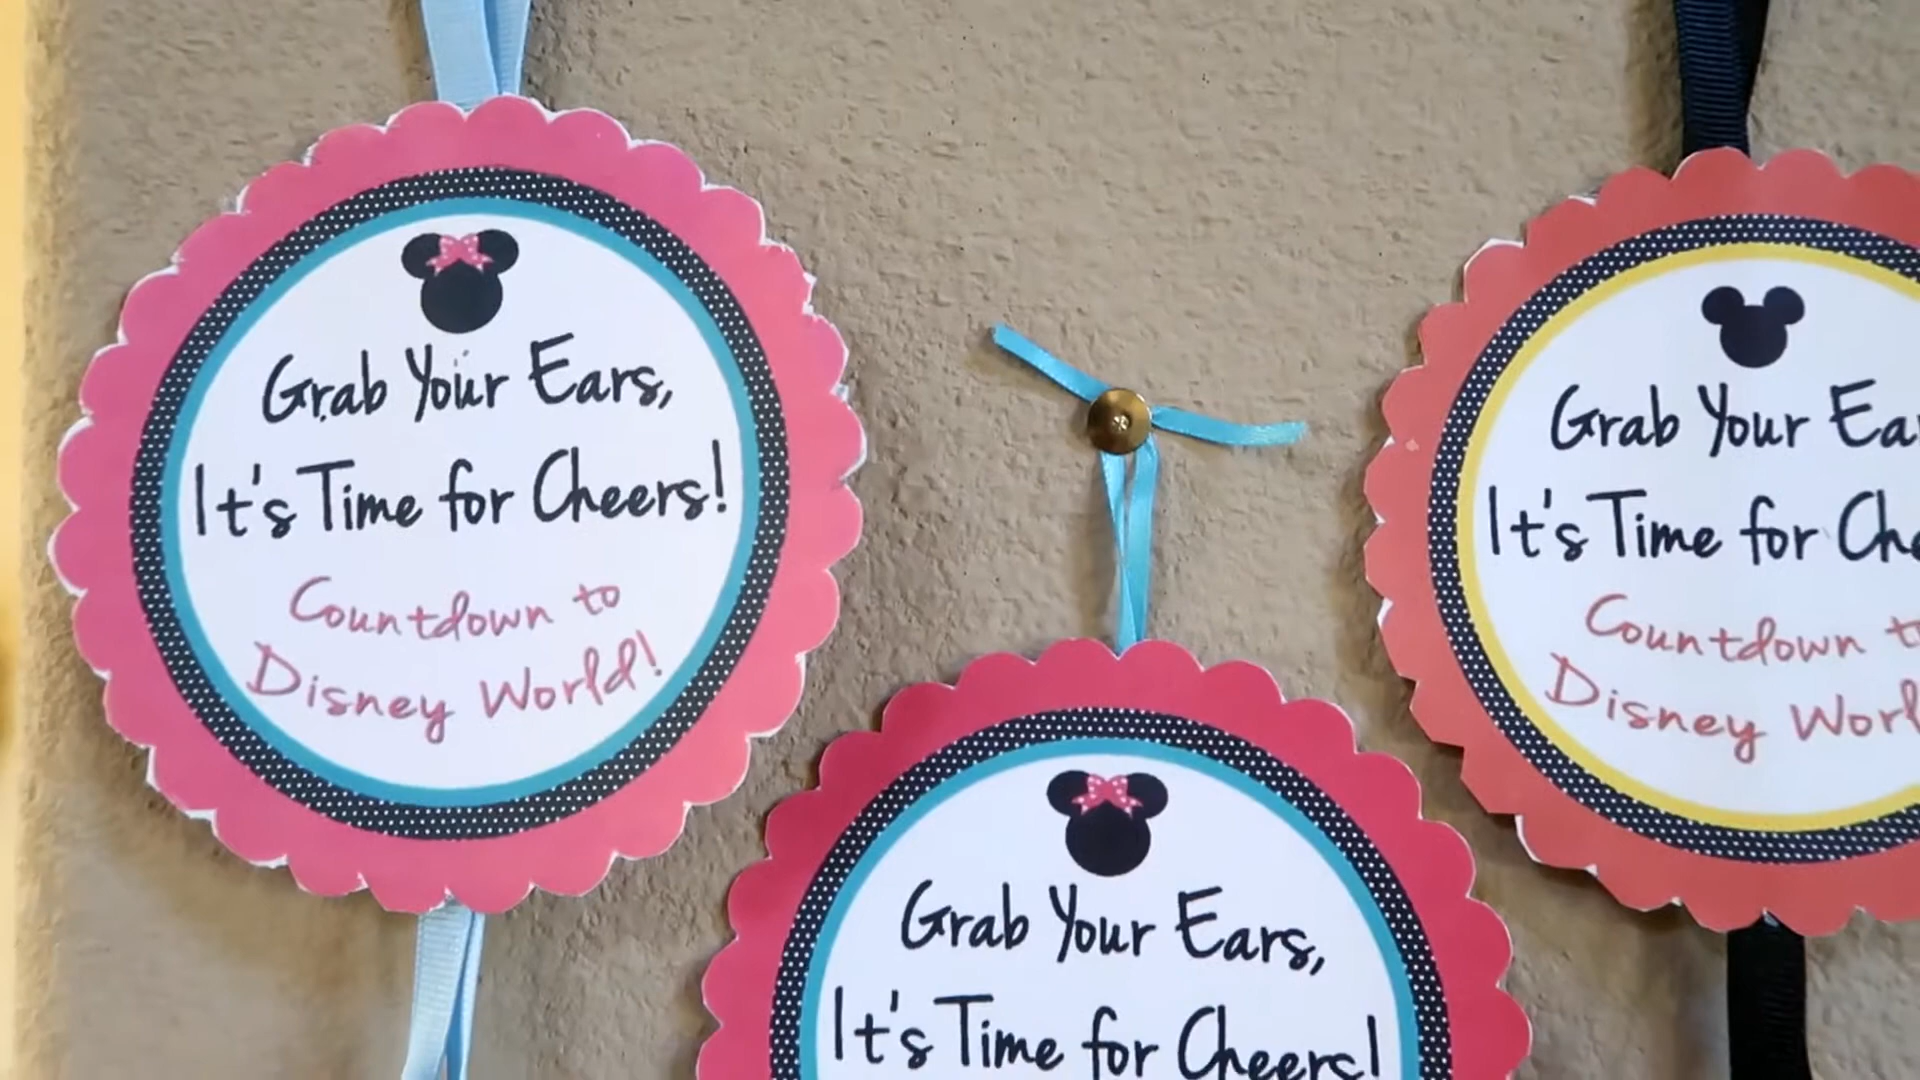 Grab Your Ears,
It's Time for Cheers!
Countdown to
Disney World!
Grab Your Ears,
It's Time for Cheers!
Grab Your
It's Time for
Countdown
Disney